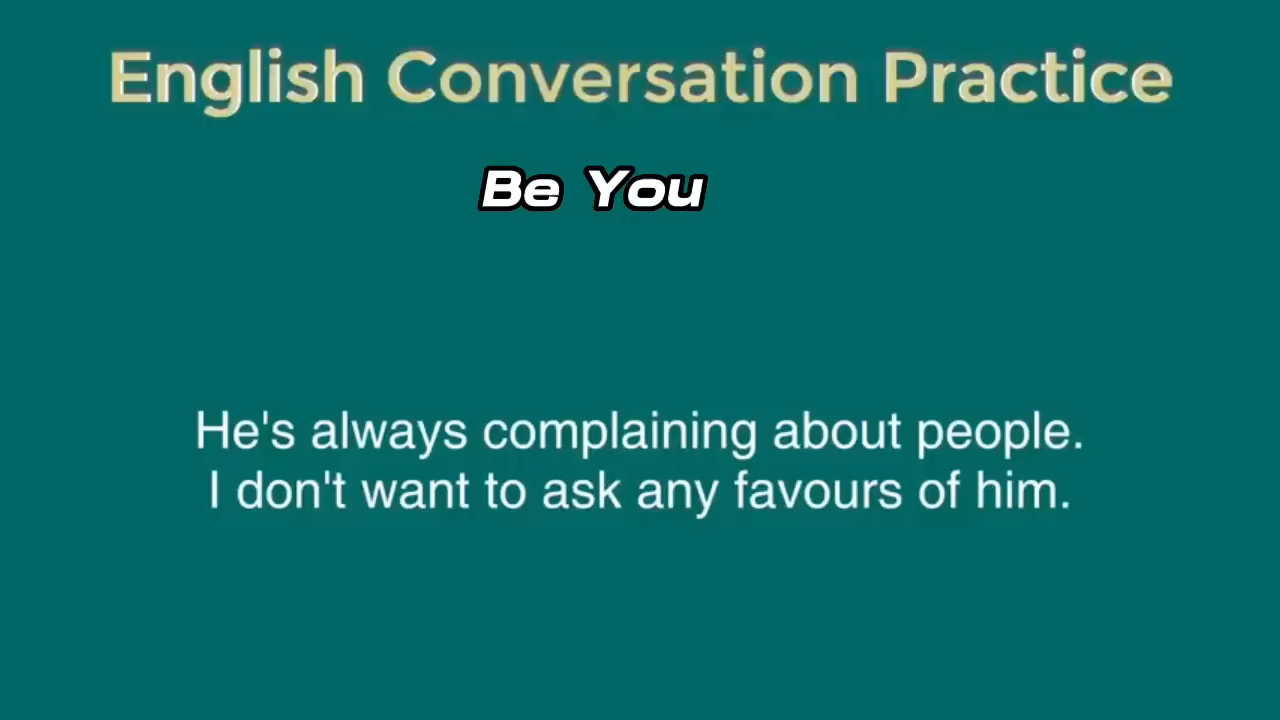 English Conversation Practice
Be You
He's always complaining about people.
I don't want to ask any favours of him.